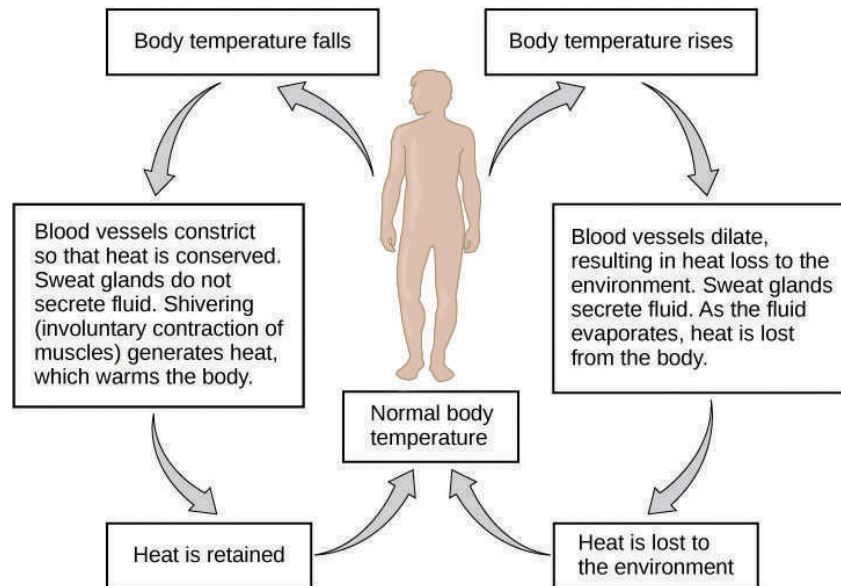 Body temperature falls
Body temperature rises
Blood vessels constrict
so that heat is conserved.
Sweat glands do not
secrete fluid. Shivering
(involuntary contraction of
muscles) generates heat,
which warms the body.
Blood vessels dilate,
resulting in heat loss to the
environment. Sweat glands
secrete fluid. As the fluid
evaporates, heat is lost
from the body.
Normal body
temperature
Heat is retained
Heat is lost to
the environment